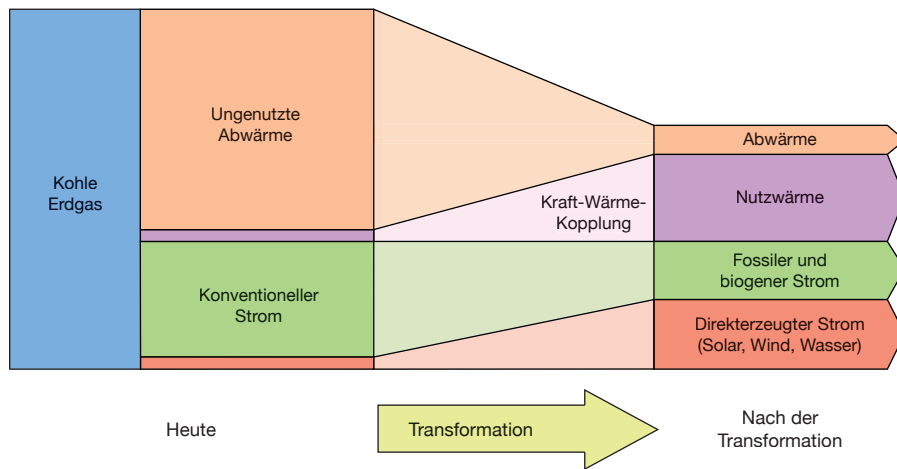 Kohle
Erdgas
Ungenutzte
Abwärme
Konventioneller
Strom
Kraft-Wärme-
Kopplung
Abwärme
Nutzwärme
Fossiler und
biogener Strom
Direkterzeugter Strom
(Solar, Wind, Wasser)
Heute
Transformation
Nach der
Transformation